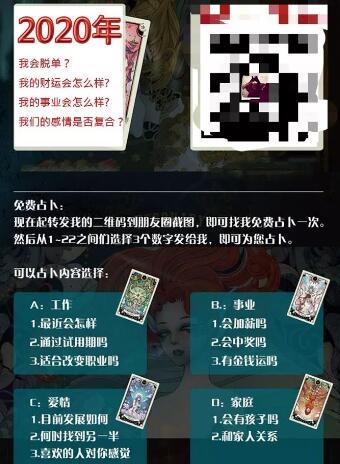 2020年
我会脱单？
我的财运会怎么样?
我的事业会怎么样?
我们的感情是否复合？
免费占卜:
现在起转发我的二维码到朋友圈截图，即可找我免费占卜一次。
然后从1~22之间们选择3个数字发给我，即可为您占卜。
可以占卜内容选择:
A：工作
1.最近会怎样
2.通过试用期吗
3.适合改变职业吗
B.：事业
1.会加薪吗
2.会中奖吗
3.有金钱运吗
C：爱情
1.目前发展如何
2.何时找到另一半
3.喜欢的人对你感觉
D：家庭
1.会有孩子吗
2.和家人关系